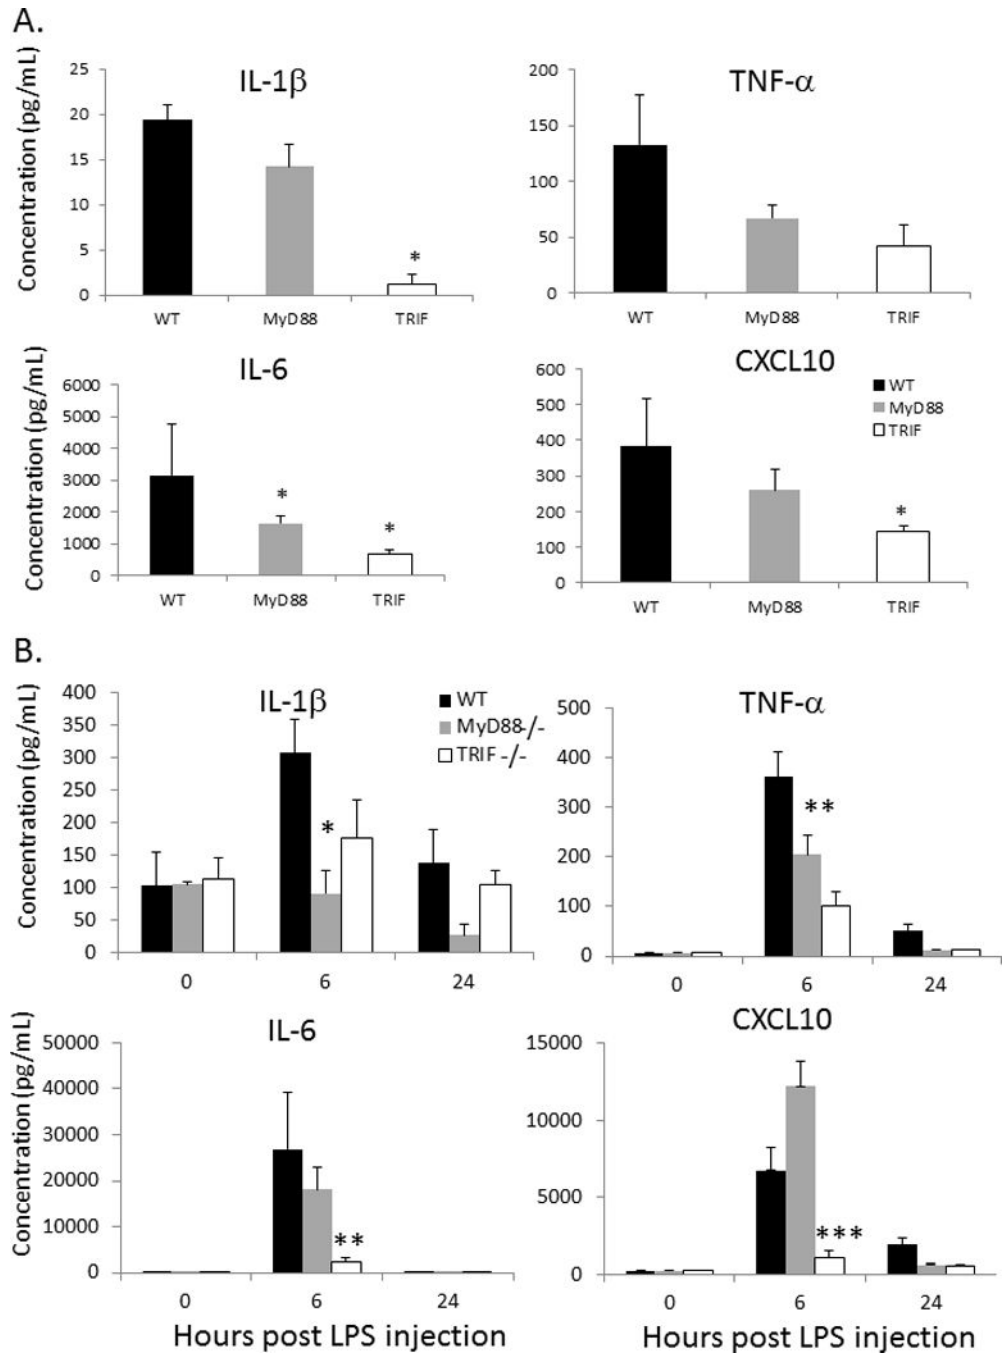 A.
IL-1β
Concentration (pg/mL)
25
20
15
10
5
0
*
WT MyD88 TRIF
TNF-α
200
150
100
50
0
WT MyD88 TRIF
IL-6
Concentration (pg/mL)
6000
5000
4000
3000
2000
1000
0
*
*
WT MyD88 TRIF
CXCL10
600
500
400
300
200
100
0
WT
MyD88
TRIF
*
WT MyD88 TRIF
B.
IL-1β
Concentration (pg/mL)
400
350
300
250
200
150
100
50
0
WT
MyD88-/-
TRIF -/-
*
0 6 24
TNF-α
500
400
300
200
100
0
**
0 6 24
IL-6
Concentration (pg/mL)
50000
40000
30000
20000
10000
0
**
0 6 24
Hours post LPS injection
CXCL10
15000
10000
5000
0
***
0 6 24
Hours post LPS injection